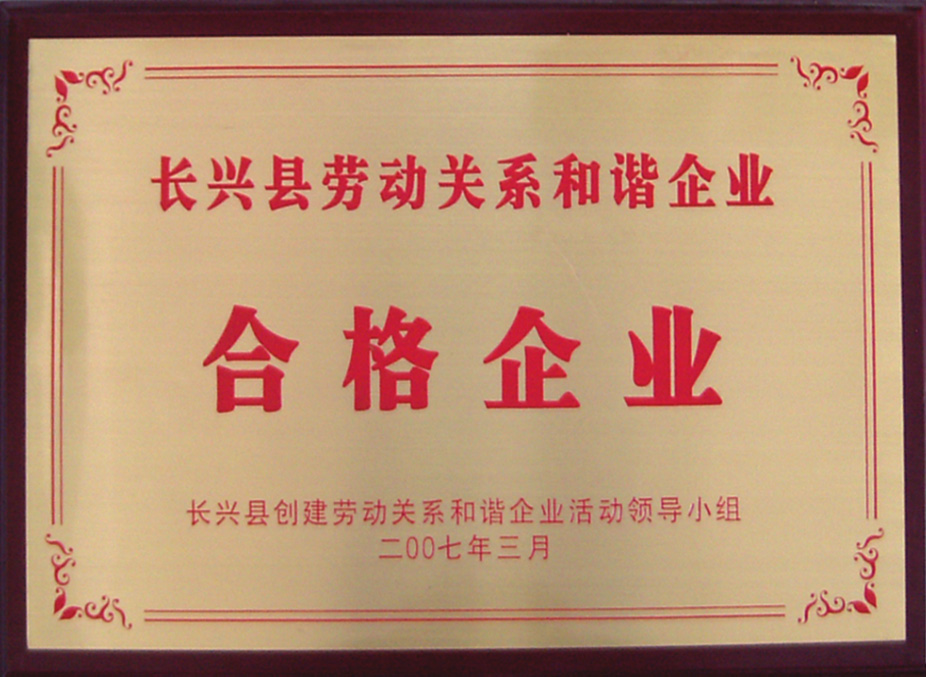 长兴县劳动关系和谐企业
合格企业
长兴县创建劳动关系和谐企业活动领导小组
二00七年三月